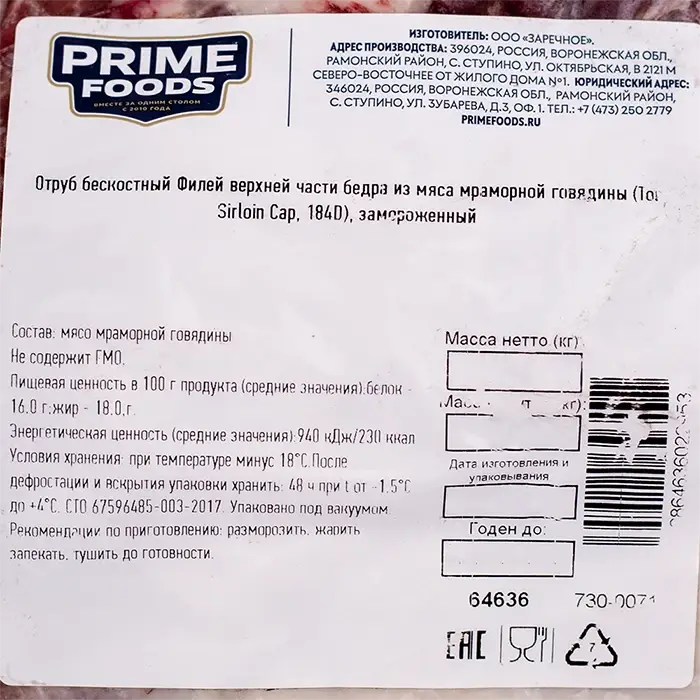 PRIME
FOODS
ВМЕСТЕ ЗА ОДНИМ СТОЛОМ
С 2010 ГОДА
ИЗГОТОВИТЕЛЬ: ООО «ЗАРЕЧНОЕ».
АДРЕС ПРОИЗВОДСТВА: 396024, РОССИЯ, ВОРОНЕЖСКАЯ ОБЛ.,
РАМОНСКИЙ РАЙОН, С. СТУПИНО, УЛ. ОКТЯБРЬСКАЯ, В 2121 М
СЕВЕРО-ВОСТОЧНЕЕ ОТ ЖИЛОГО ДОМА №1. ЮРИДИЧЕСКИЙ АДРЕС:
346024, РОССИЯ, ВОРОНЕЖСКАЯ ОБЛ., РАМОНСКИЙ РАЙОН,
С. СТУПИНО, УЛ. ЗУБАРЕВА, Д.3, ОФ. 1. ТЕЛ.: +7 (473) 250 2779
PRIMEFOODS.RU
Отруб бескостный Филей верхней части бедра из мяса мраморной говядины
Sirloin Cap, 184D), замороженный
Состав: мясо мраморной говядины
Не содержит ГМО.
Пищевая ценность в 100 г продукта (средние значения):белок -
16.0 г;жир - 18.0.г.
Энергетическая ценность (средние значения):940 кДж/230 ккал
Условия хранения: при температуре минус 18°С.После
дефростации и вскрытия упаковки хранить: 48 ч при t от -1.5°С
до +4°С. СТО 67596485-003-2017. Упаковано под вакуумом.
Рекомендации по приготовлению: разморозить, жарить
запекать, тушить до готовности.
Масса нетто (кг)
кг):
Дата изготовления и
упаковывания
Годен до:
64636
730-0071
EAC
7